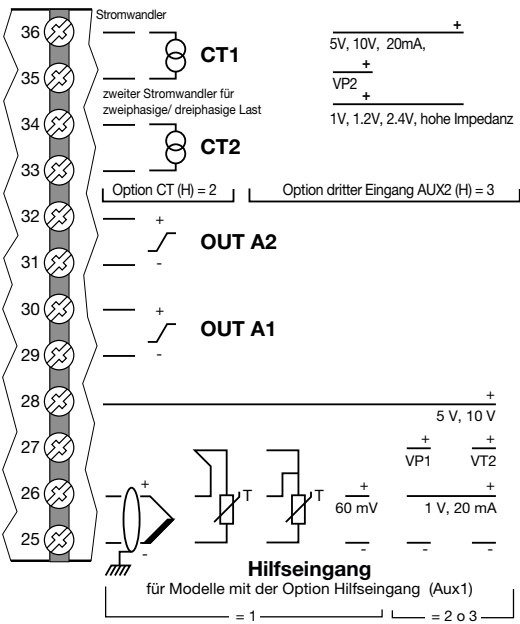 Stromwandler
36
CT1
+
5V, 10V, 20mA,
35
+
VP2
zweiter Stromwandler für
zweiphasige/ dreiphasige Last
+
1V, 1.2V, 2.4V, hohe Impedanz
34
CT2
33
Option CT (H) = 2
Option dritter Eingang AUX2 (H) = 3
32
+
OUT A2
31
-
30
+
OUT A1
29
-
28
+
5 V, 10 V
27
+
VP1
+
VT2
26
+
T
T
+
60 mV
+
1 V, 20 mA
25
-
-
-
-
Hilfseingang
für Modelle mit der Option Hilfseingang (Aux1)
= 1
= 2 o 3